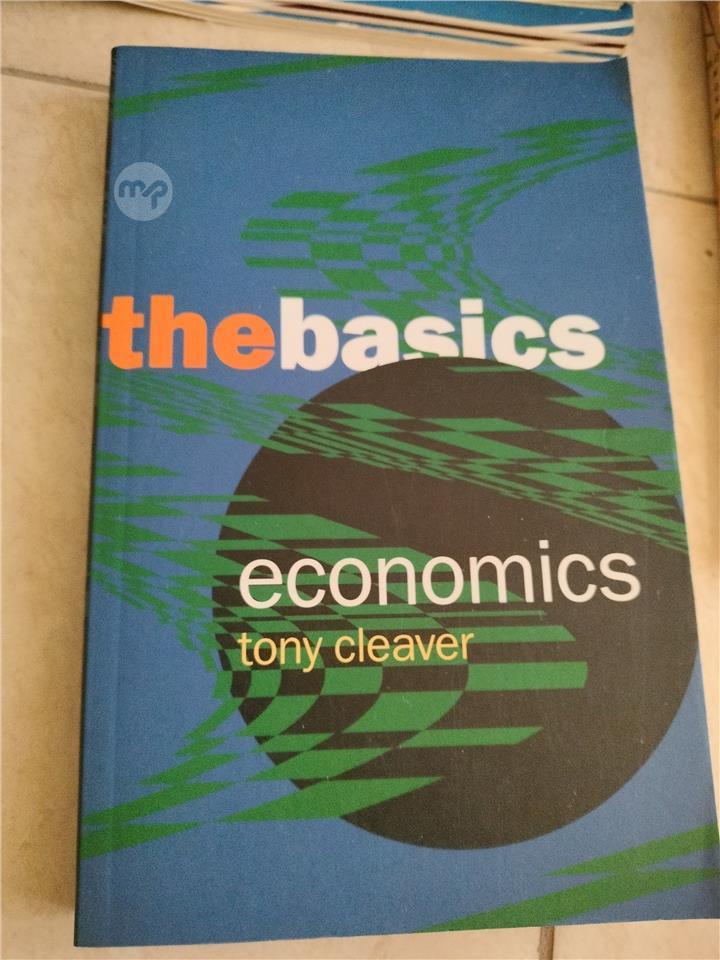 mp
thebasics
economics
tony cleaver